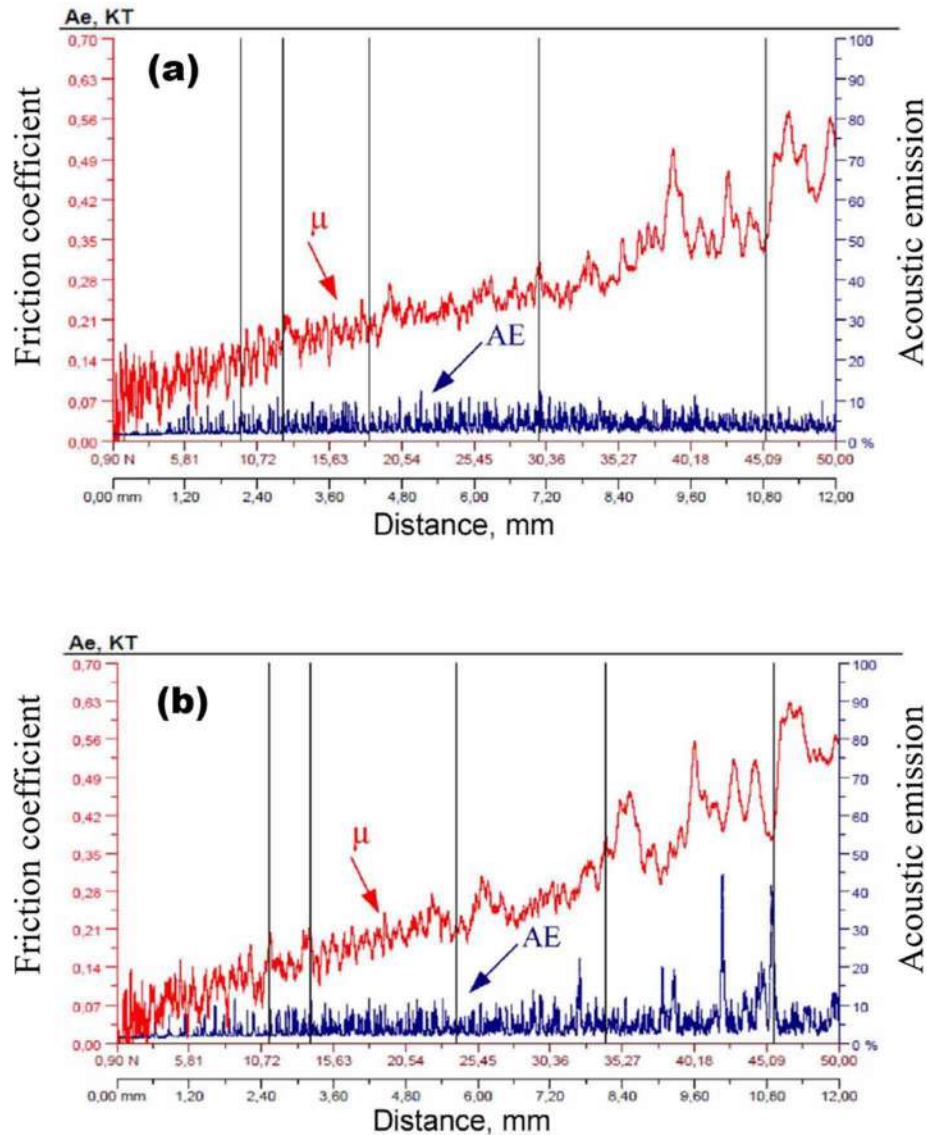 Ae, KT
(a)
Friction coefficient
Acoustic emission
0,70
0,63
0,56
0,49
0,42
0,35
0,28
0,21
0,14
0,07
0,00
100
90
80
70
60
50
40
30
20
10
0 %
μ
AE
0,90 N 5,81 10,72 15,63 20,54 25,45 30,36 35,27 40,18 45,09 50,00
0,00 mm 1,20 2,40 3,60 4,80 6,00 7,20 8,40 9,60 10,80 12,00
Distance, mm
Ae, KT
(b)
Friction coefficient
Acoustic emission
0,70
0,63
0,56
0,49
0,42
0,35
0,28
0,21
0,14
0,07
0,00
100
90
80
70
60
50
40
30
20
10
0 %
μ
AE
0,90 N 5,81 10,72 15,63 20,54 25,45 30,36 35,27 40,18 45,09 50,00
0,00 mm 1,20 2,40 3,60 4,80 6,00 7,20 8,40 9,60 10,80 12,00
Distance, mm